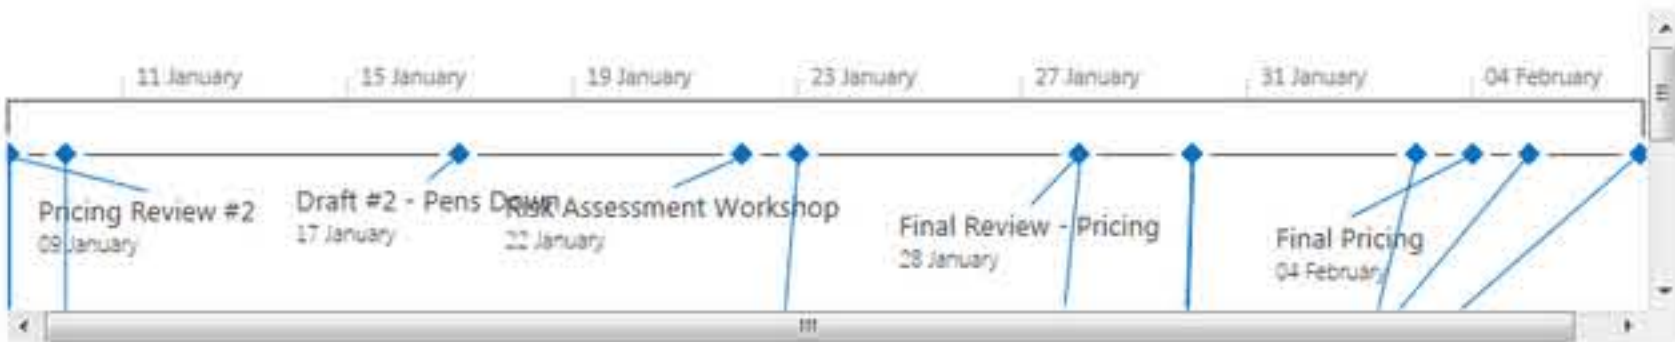 11 January
15 January
19 January
23 January
27 January
31 January
04 February
Pricing Review #2
09 January
Draft #2 - Pens Down
17 January
Risk Assessment Workshop
22 January
Final Review - Pricing
28 January
Final Pricing
04 February